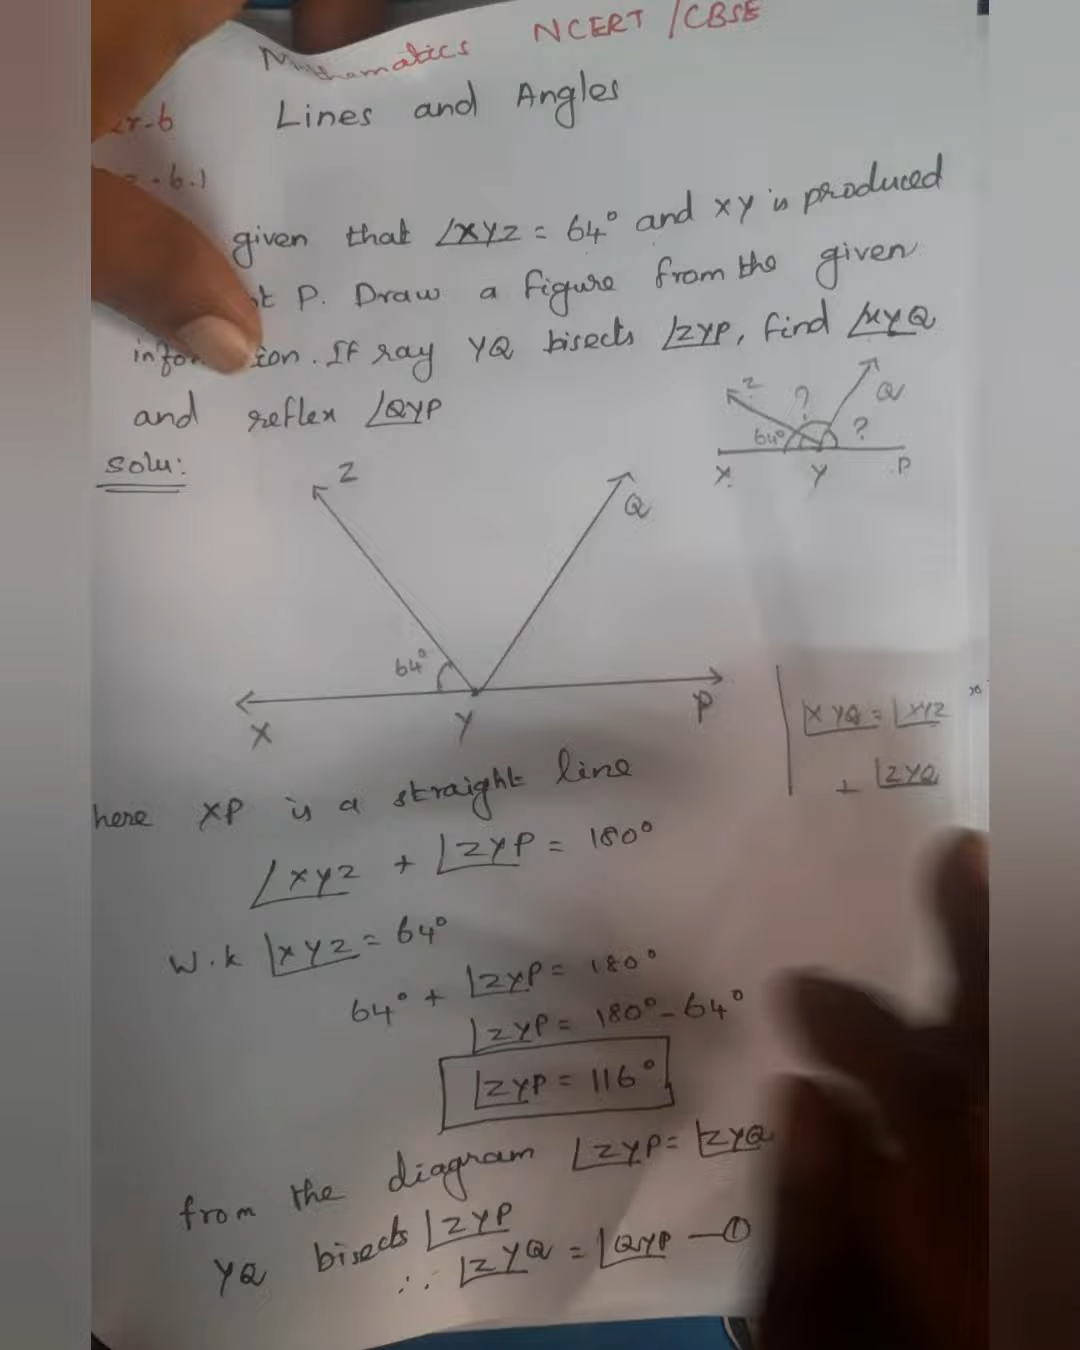 Mathematics NCERT / CBSE
Lines and Angles
6.1
given that ∠XYZ = 64° and XY is produced
P. Draw a figure from the given
If ray YQ bisects ∠ZYP, find ∠XYQ
and reflex ∠QYP
Z
Q
?
64°
?
X
Y
P
Solu:
Z
Q
64°
X
Y
P
∠XYQ = ∠XYZ
+ ∠ZYQ
here XP is a straight line
∠XYZ + ∠ZYP = 180°
W.k ∠XYZ = 64°
64° + ∠ZYP = 180°
∠ZYP = 180° - 64°
∠ZYP = 116°
from the diagram ∠ZYP = ∠ZYQ
YQ bisects ∠ZYP
∴ ∠ZYQ = ∠QYP —①